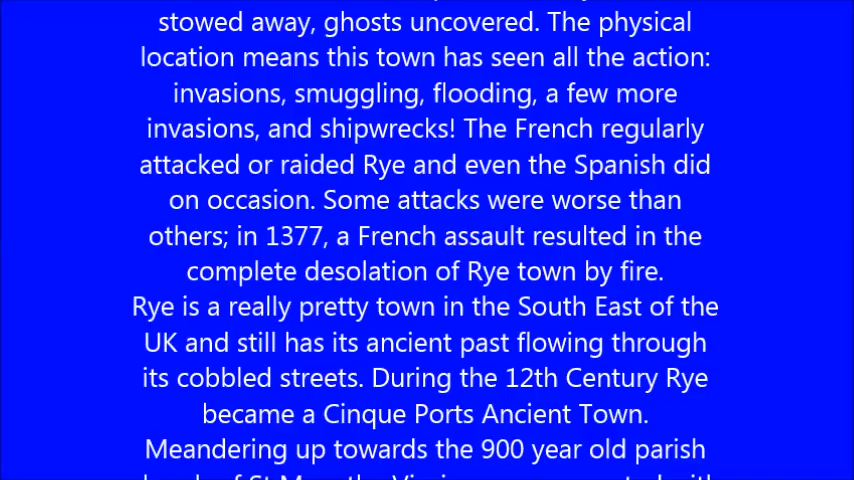 stowed away, ghosts uncovered. The physical
location means this town has seen all the action:
invasions, smuggling, flooding, a few more
invasions, and shipwrecks! The French regularly
attacked or raided Rye and even the Spanish did
on occasion. Some attacks were worse than
others; in 1377, a French assault resulted in the
complete desolation of Rye town by fire.
Rye is a really pretty town in the South East of the
UK and still has its ancient past flowing through
its cobbled streets. During the 12th Century Rye
became a Cinque Ports Ancient Town.
Meandering up towards the 900 year old parish